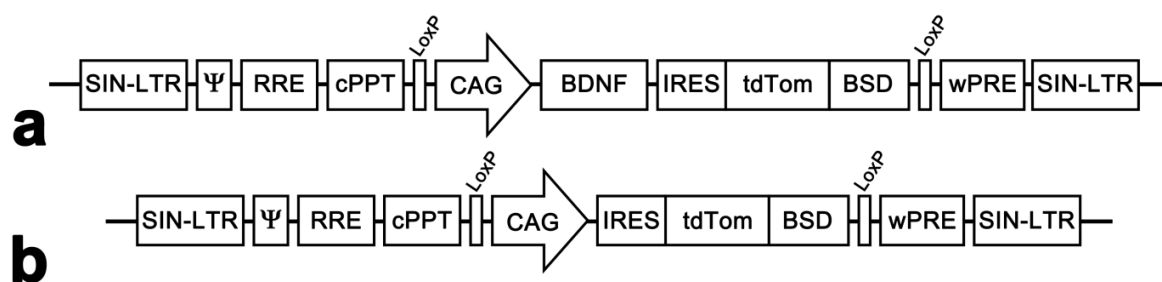 LoxP LoxP
SIN-LTR Ψ RRE cPPT CAG BDNF IRES tdTom BSD wPRE SIN-LTR
a
LoxP LoxP
SIN-LTR Ψ RRE cPPT CAG IRES tdTom BSD wPRE SIN-LTR
b